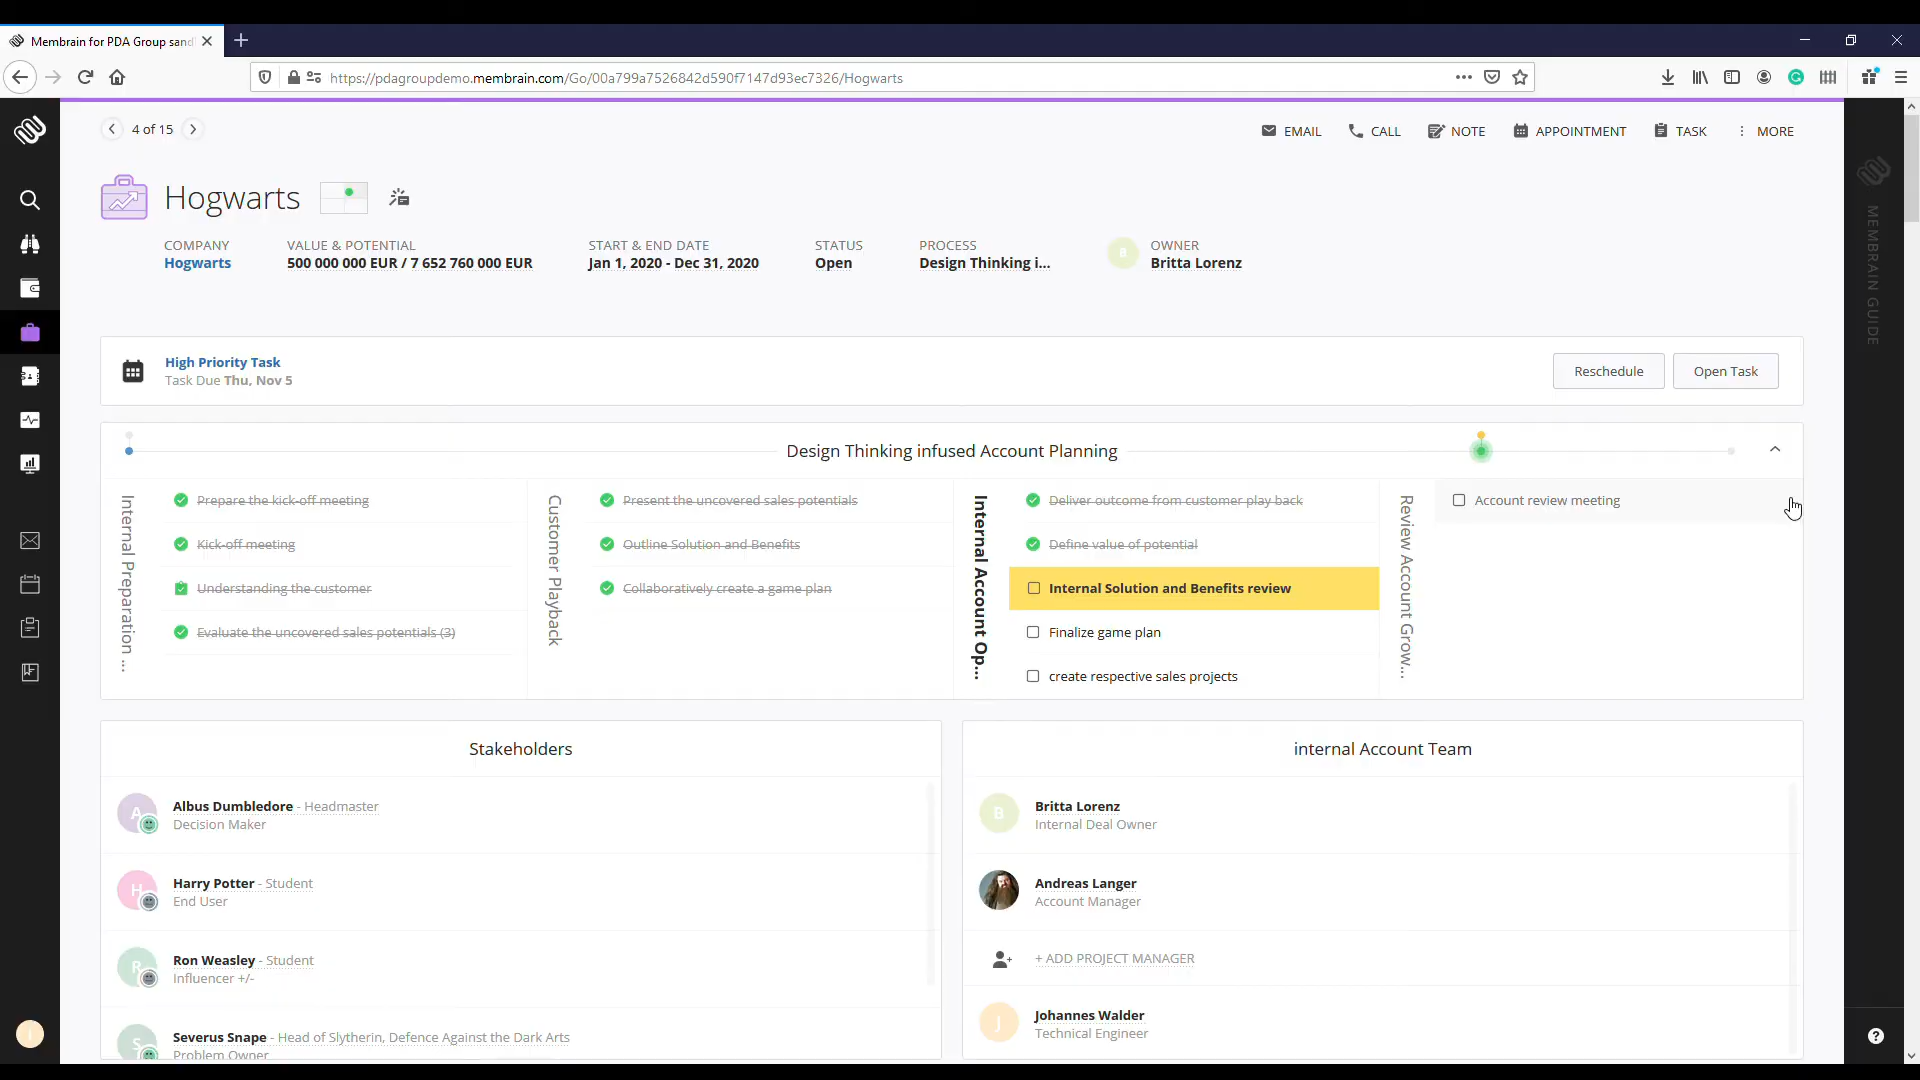 Membrain for PDA Group sand
https://pdagroupdemo.membrain.com/Go/00a799a7526842d590f7147d93ec7326/Hogwarts
4 of 15
EMAIL CALL NOTE APPOINTMENT TASK MORE
Hogwarts
COMPANY VALUE & POTENTIAL START & END DATE STATUS PROCESS OWNER
Hogwarts 500 000 000 EUR / 7 652 760 000 EUR Jan 1, 2020 - Dec 31, 2020 Open Design Thinking i... B Britta Lorenz
MEMBRAIN GUIDE
High Priority Task
Task Due Thu, Nov 5
Reschedule Open Task
Design Thinking infused Account Planning
Internal Preparation ...
Prepare the kick-off meeting
Kick-off meeting
Understanding the customer
Evaluate the uncovered sales potentials (3)
Customer Playback
Present the uncovered sales potentials
Outline Solution and Benefits
Collaboratively create a game plan
Internal Account Op...
Deliver outcome from customer play back
Define value of potential
Internal Solution and Benefits review
Finalize game plan
create respective sales projects
Review Account Grow...
Account review meeting
Stakeholders
A Albus Dumbledore - Headmaster
Decision Maker
H Harry Potter - Student
End User
R Ron Weasley - Student
Influencer +/-
S Severus Snape - Head of Slytherin, Defence Against the Dark Arts
Problem Owner
internal Account Team
B Britta Lorenz
Internal Deal Owner
Andreas Langer
Account Manager
+ ADD PROJECT MANAGER
J Johannes Walder
Technical Engineer